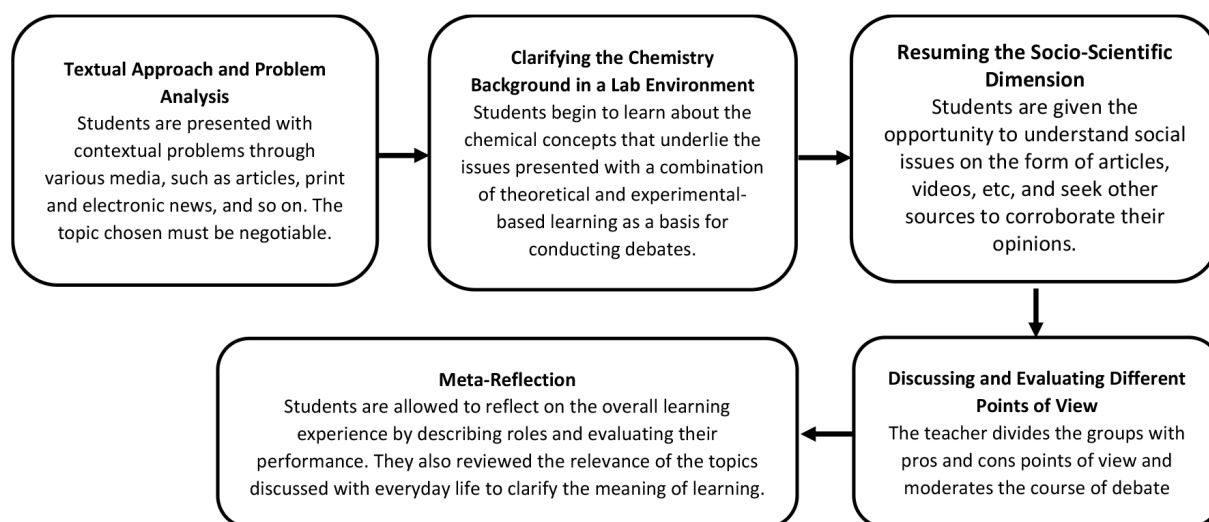 Textual Approach and Problem
Analysis
Students are presented with
contextual problems through
various media, such as articles, print
and electronic news, and so on. The
topic chosen must be negotiable.
Clarifying the Chemistry
Background in a Lab Environment
Students begin to learn about the
chemical concepts that underlie the
issues presented with a combination
of theoretical and experimental-
based learning as a basis for
conducting debates.
Resuming the Socio-Scientific
Dimension
Students are given the
opportunity to understand social
issues on the form of articles,
videos, etc, and seek other
sources to corroborate their
opinions.
Discussing and Evaluating Different
Points of View
The teacher divides the groups with
pros and cons points of view and
moderates the course of debate
Meta-Reflection
Students are allowed to reflect on the overall learning
experience by describing roles and evaluating their
performance. They also reviewed the relevance of the topics
discussed with everyday life to clarify the meaning of learning.